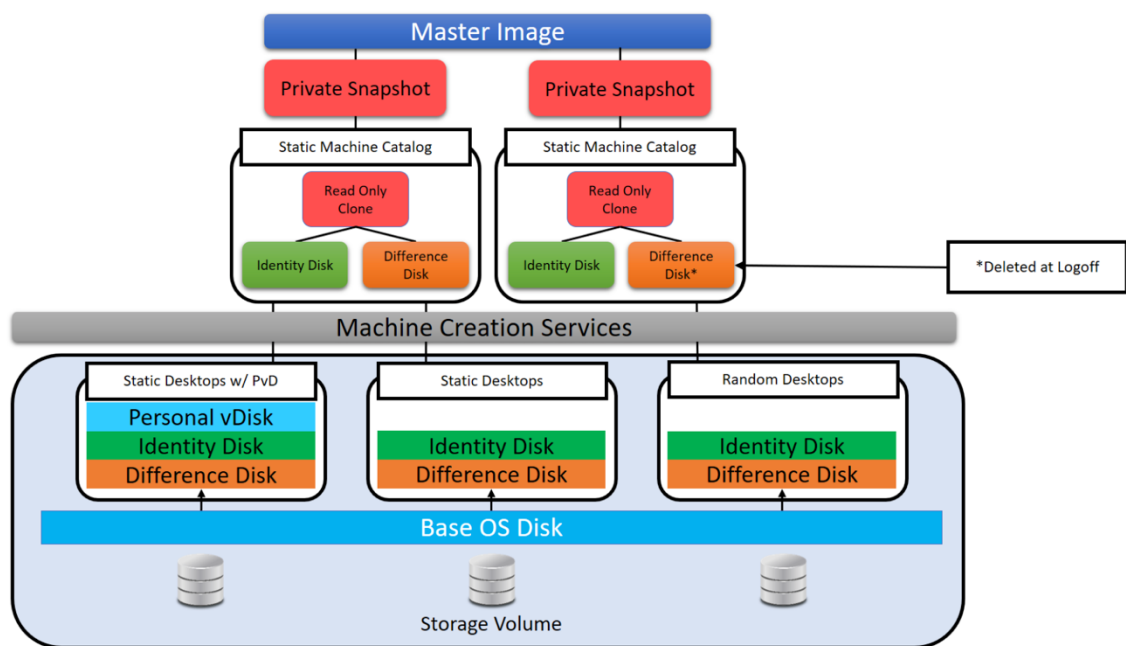 Master Image
Private Snapshot
Private Snapshot
Static Machine Catalog
Static Machine Catalog
Read Only
Clone
Read Only
Clone
Identity Disk
Difference
Disk
Identity Disk
Difference
Disk*
*Deleted at Logoff
Machine Creation Services
Static Desktops w/ PvD
Static Desktops
Random Desktops
Personal vDisk
Identity Disk
Difference Disk
Identity Disk
Difference Disk
Identity Disk
Difference Disk
Base OS Disk
Storage Volume